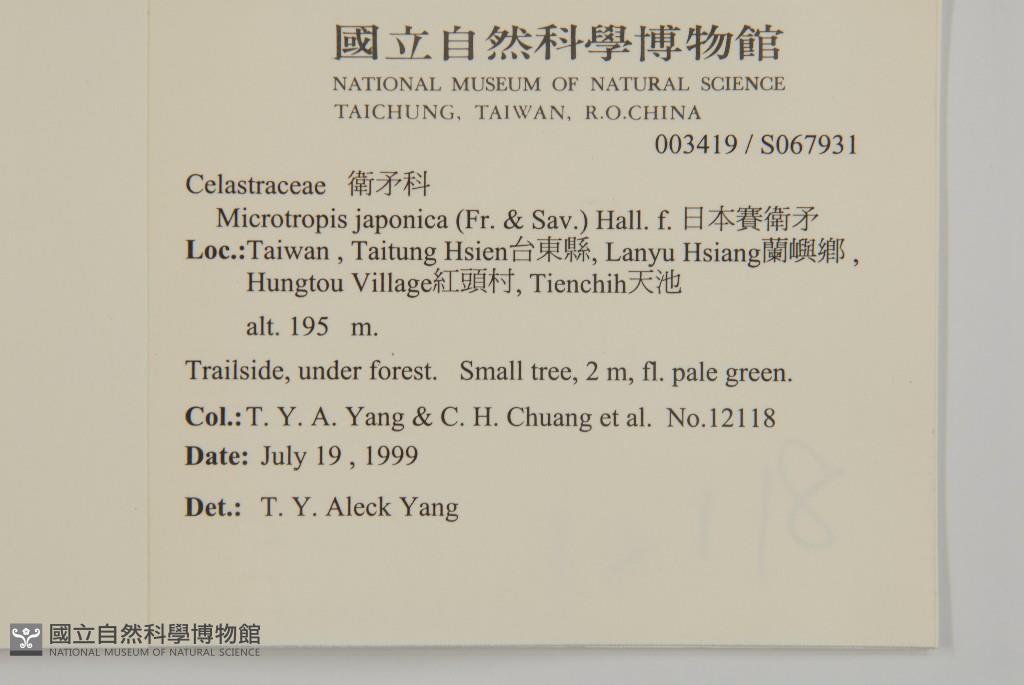 國立自然科學博物館
NATIONAL MUSEUM OF NATURAL SCIENCE
TAICHUNG, TAIWAN, R.O.CHINA
003419 / S067931
Celastraceae 衛矛科
Microtropis japonica (Fr. & Sav.) Hall. f. 日本賽衛矛
Loc.:Taiwan , Taitung Hsien台東縣, Lanyu Hsiang蘭嶼鄉 ,
Hungtou Village紅頭村, Tienchih天池
alt. 195 m.
Trailside, under forest. Small tree, 2 m, fl. pale green.
Col.: T. Y. A. Yang & C. H. Chuang et al. No.12118
Date: July 19 , 1999
Det.: T. Y. Aleck Yang
國立自然科學博物館
NATIONAL MUSEUM OF NATURAL SCIENCE